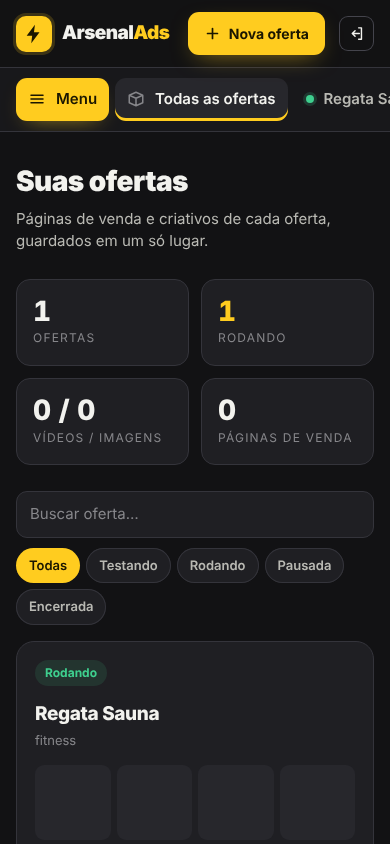 ArsenalAds
Nova oferta
Menu
Todas as ofertas
Regata Sa
Suas ofertas
Páginas de venda e criativos de cada oferta,
guardados em um só lugar.
1
OFERTAS
1
RODANDO
0 / 0
VÍDEOS / IMAGENS
0
PÁGINAS DE VENDA
Buscar oferta...
Todas
Testando
Rodando
Pausada
Encerrada
Rodando
Regata Sauna
fitness